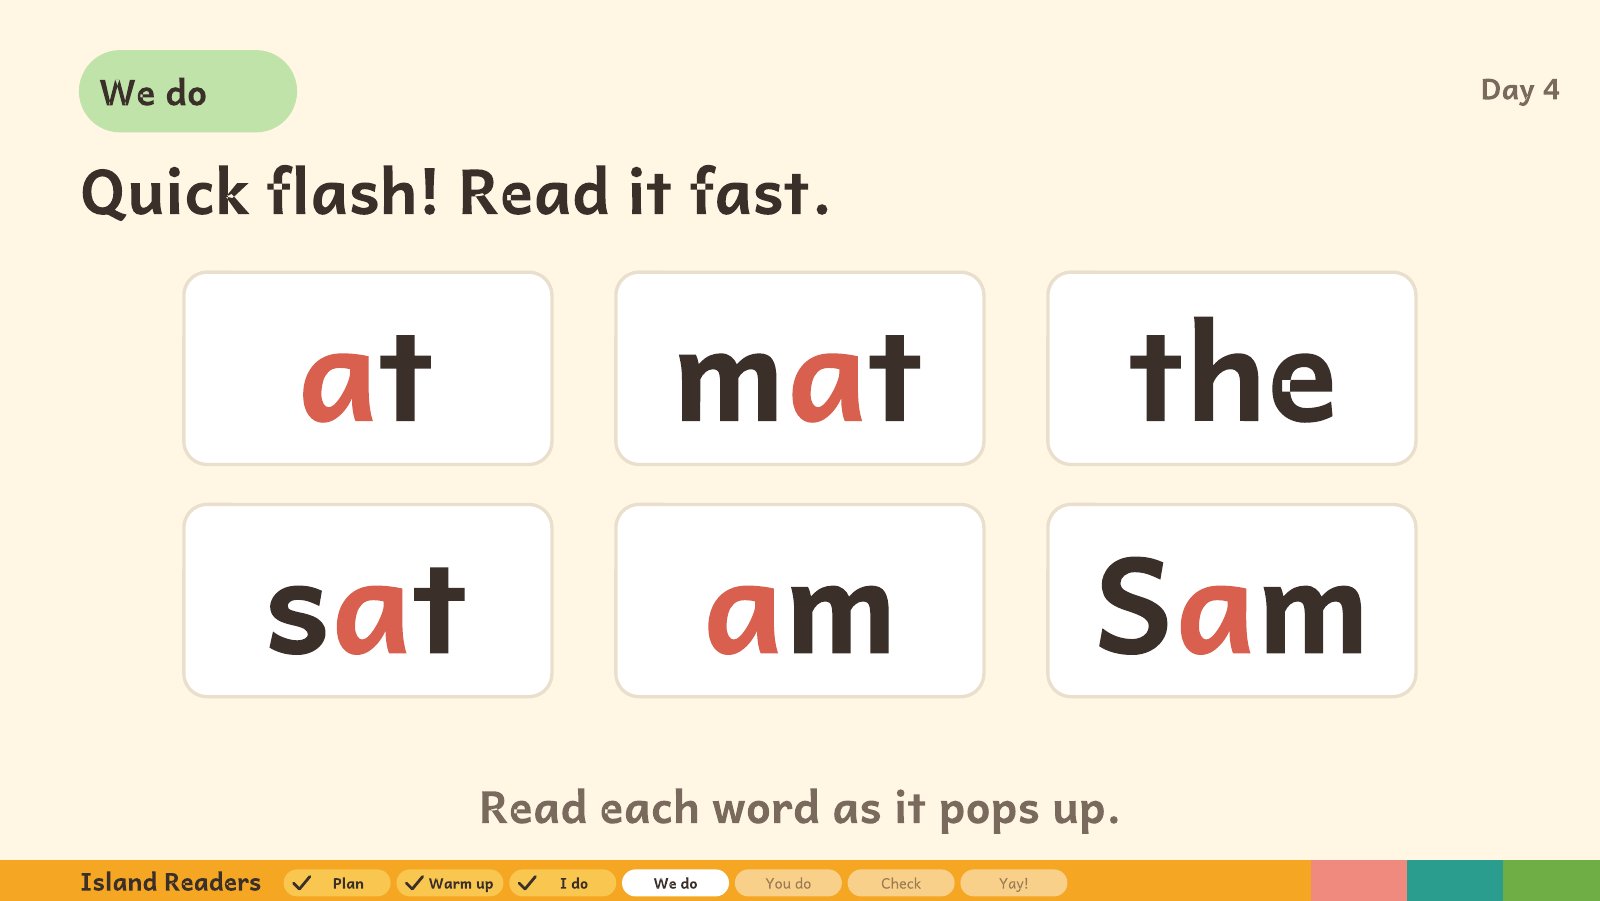 We do
Day 4
Quick flash! Read it fast.
at mat the
sat am Sam
Read each word as it pops up.
Island Readers Plan Warm up I do We do You do Check Yay!